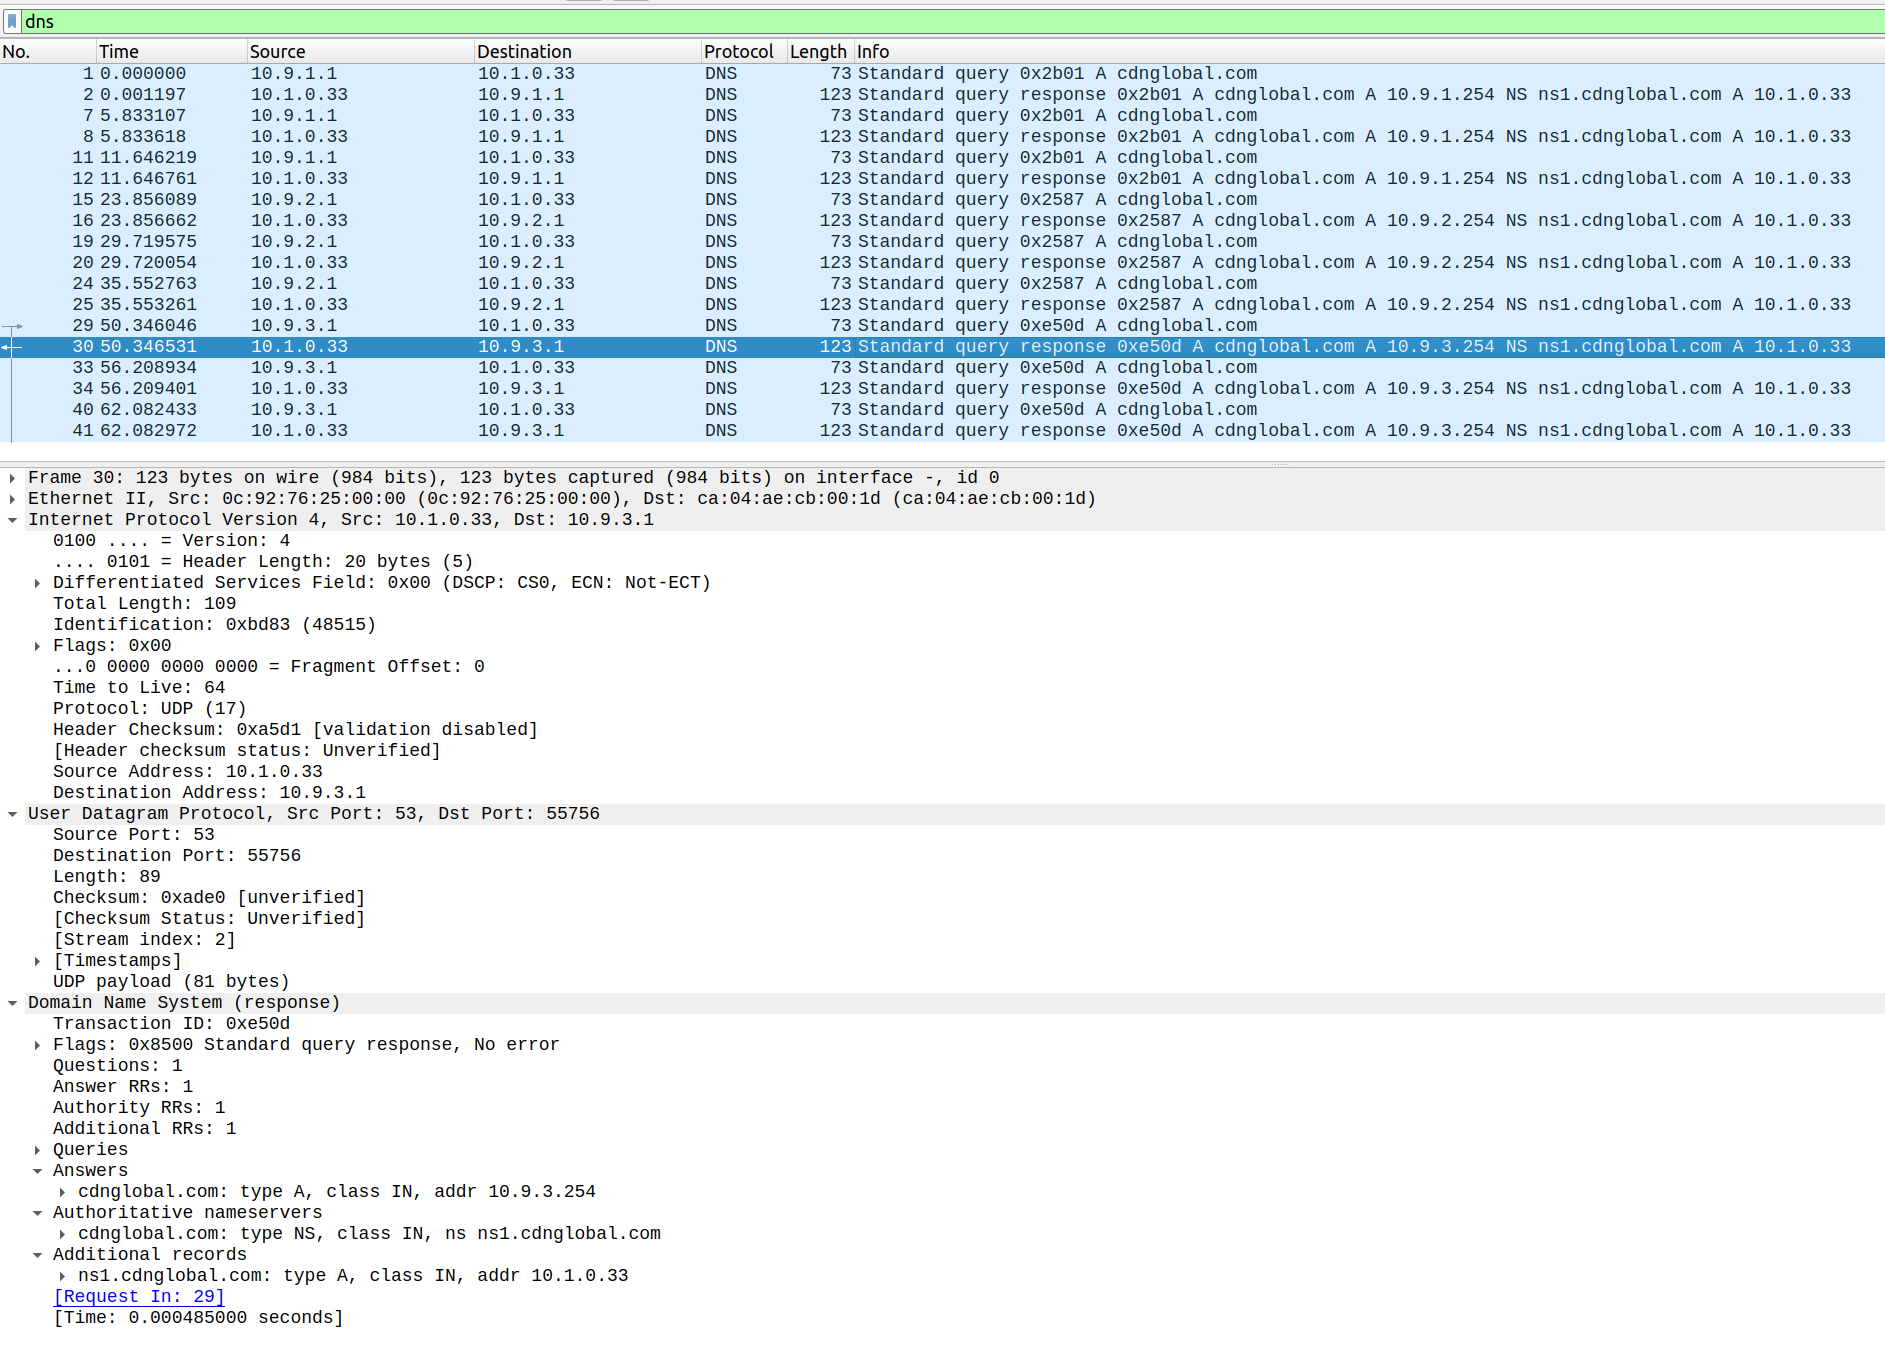 dns
No. Time Source Destination Protocol Length Info
1 0.000000 10.9.1.1 10.1.0.33 DNS 73 Standard query 0x2b01 A cdnglobal.com
2 0.001197 10.1.0.33 10.9.1.1 DNS 123 Standard query response 0x2b01 A cdnglobal.com A 10.9.1.254 NS ns1.cdnglobal.com A 10.1.0.33
7 5.833107 10.9.1.1 10.1.0.33 DNS 73 Standard query 0x2b01 A cdnglobal.com
8 5.833618 10.1.0.33 10.9.1.1 DNS 123 Standard query response 0x2b01 A cdnglobal.com A 10.9.1.254 NS ns1.cdnglobal.com A 10.1.0.33
11 11.646219 10.9.1.1 10.1.0.33 DNS 73 Standard query 0x2b01 A cdnglobal.com
12 11.646761 10.1.0.33 10.9.1.1 DNS 123 Standard query response 0x2b01 A cdnglobal.com A 10.9.1.254 NS ns1.cdnglobal.com A 10.1.0.33
15 23.856089 10.9.2.1 10.1.0.33 DNS 73 Standard query 0x2587 A cdnglobal.com
16 23.856662 10.1.0.33 10.9.2.1 DNS 123 Standard query response 0x2587 A cdnglobal.com A 10.9.2.254 NS ns1.cdnglobal.com A 10.1.0.33
19 29.719575 10.9.2.1 10.1.0.33 DNS 73 Standard query 0x2587 A cdnglobal.com
20 29.720054 10.1.0.33 10.9.2.1 DNS 123 Standard query response 0x2587 A cdnglobal.com A 10.9.2.254 NS ns1.cdnglobal.com A 10.1.0.33
24 35.552763 10.9.2.1 10.1.0.33 DNS 73 Standard query 0x2587 A cdnglobal.com
25 35.553261 10.1.0.33 10.9.2.1 DNS 123 Standard query response 0x2587 A cdnglobal.com A 10.9.2.254 NS ns1.cdnglobal.com A 10.1.0.33
29 50.346046 10.9.3.1 10.1.0.33 DNS 73 Standard query 0xe50d A cdnglobal.com
30 50.346531 10.1.0.33 10.9.3.1 DNS 123 Standard query response 0xe50d A cdnglobal.com A 10.9.3.254 NS ns1.cdnglobal.com A 10.1.0.33
33 56.208934 10.9.3.1 10.1.0.33 DNS 73 Standard query 0xe50d A cdnglobal.com
34 56.209401 10.1.0.33 10.9.3.1 DNS 123 Standard query response 0xe50d A cdnglobal.com A 10.9.3.254 NS ns1.cdnglobal.com A 10.1.0.33
40 62.082433 10.9.3.1 10.1.0.33 DNS 73 Standard query 0xe50d A cdnglobal.com
41 62.082972 10.1.0.33 10.9.3.1 DNS 123 Standard query response 0xe50d A cdnglobal.com A 10.9.3.254 NS ns1.cdnglobal.com A 10.1.0.33
Frame 30: 123 bytes on wire (984 bits), 123 bytes captured (984 bits) on interface -, id 0
Ethernet II, Src: 0c:92:76:25:00:00 (0c:92:76:25:00:00), Dst: ca:04:ae:cb:00:1d (ca:04:ae:cb:00:1d)
Internet Protocol Version 4, Src: 10.1.0.33, Dst: 10.9.3.1
0100 .... = Version: 4
.... 0101 = Header Length: 20 bytes (5)
Differentiated Services Field: 0x00 (DSCP: CS0, ECN: Not-ECT)
Total Length: 109
Identification: 0xbd83 (48515)
Flags: 0x00
...0 0000 0000 0000 = Fragment Offset: 0
Time to Live: 64
Protocol: UDP (17)
Header Checksum: 0xa5d1 [validation disabled]
[Header checksum status: Unverified]
Source Address: 10.1.0.33
Destination Address: 10.9.3.1
User Datagram Protocol, Src Port: 53, Dst Port: 55756
Source Port: 53
Destination Port: 55756
Length: 89
Checksum: 0xade0 [unverified]
[Checksum Status: Unverified]
[Stream index: 2]
[Timestamps]
UDP payload (81 bytes)
Domain Name System (response)
Transaction ID: 0xe50d
Flags: 0x8500 Standard query response, No error
Questions: 1
Answer RRs: 1
Authority RRs: 1
Additional RRs: 1
Queries
Answers
cdnglobal.com: type A, class IN, addr 10.9.3.254
Authoritative nameservers
cdnglobal.com: type NS, class IN, ns ns1.cdnglobal.com
Additional records
ns1.cdnglobal.com: type A, class IN, addr 10.1.0.33
[Request In: 29]
[Time: 0.000485000 seconds]